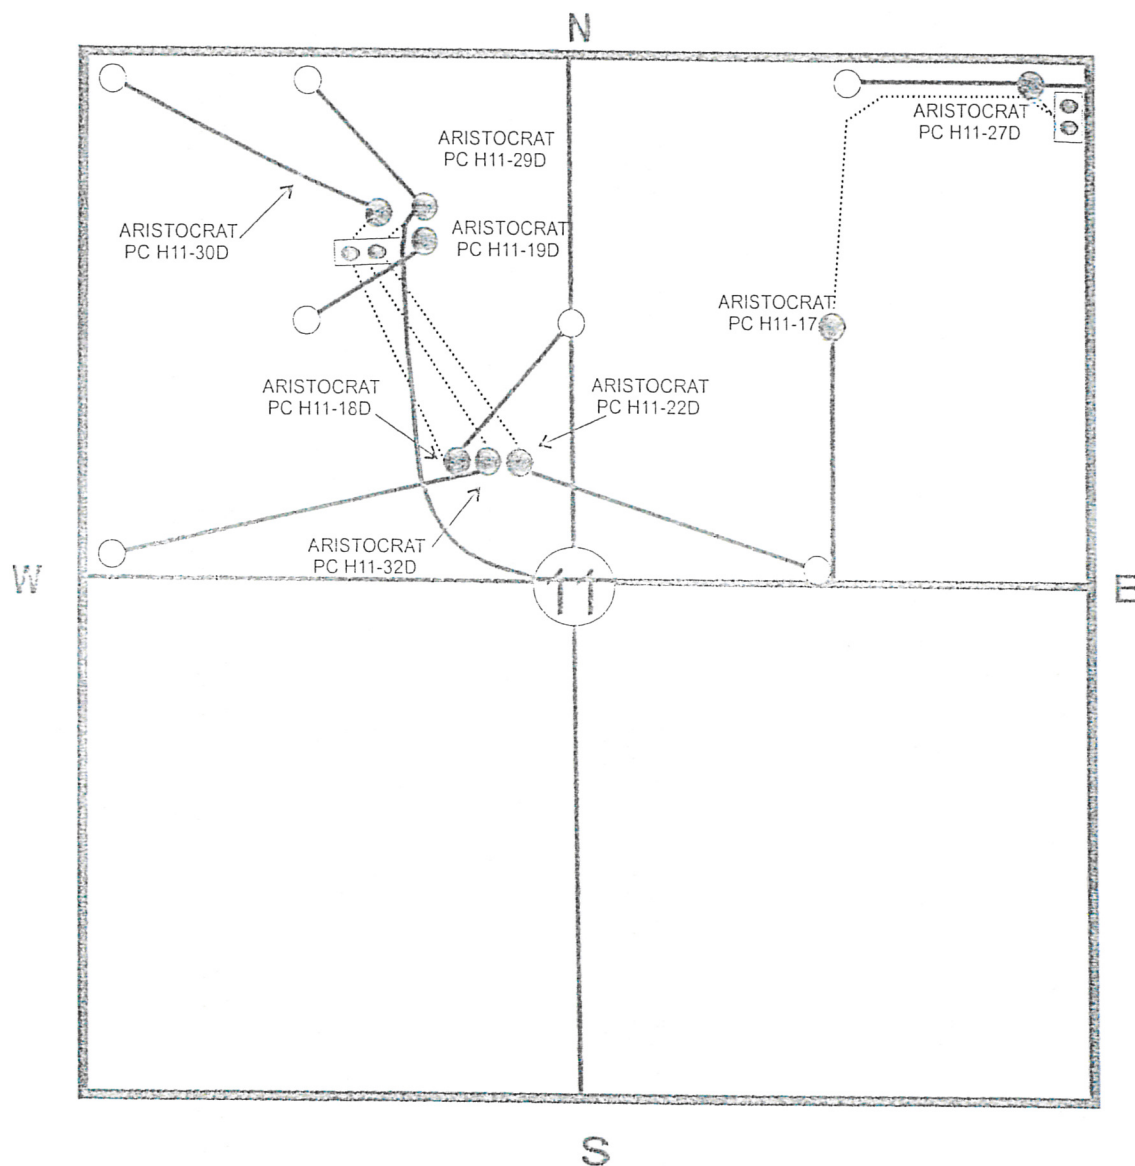 N
ARISTOCRAT
PC H11-29D
ARISTOCRAT
PC H11-27D
ARISTOCRAT
PC H11-30D
ARISTOCRAT
PC H11-19D
ARISTOCRAT
PC H11-17
ARISTOCRAT
PC H11-18D
ARISTOCRAT
PC H11-22D
ARISTOCRAT
PC H11-32D
W
11
E
S